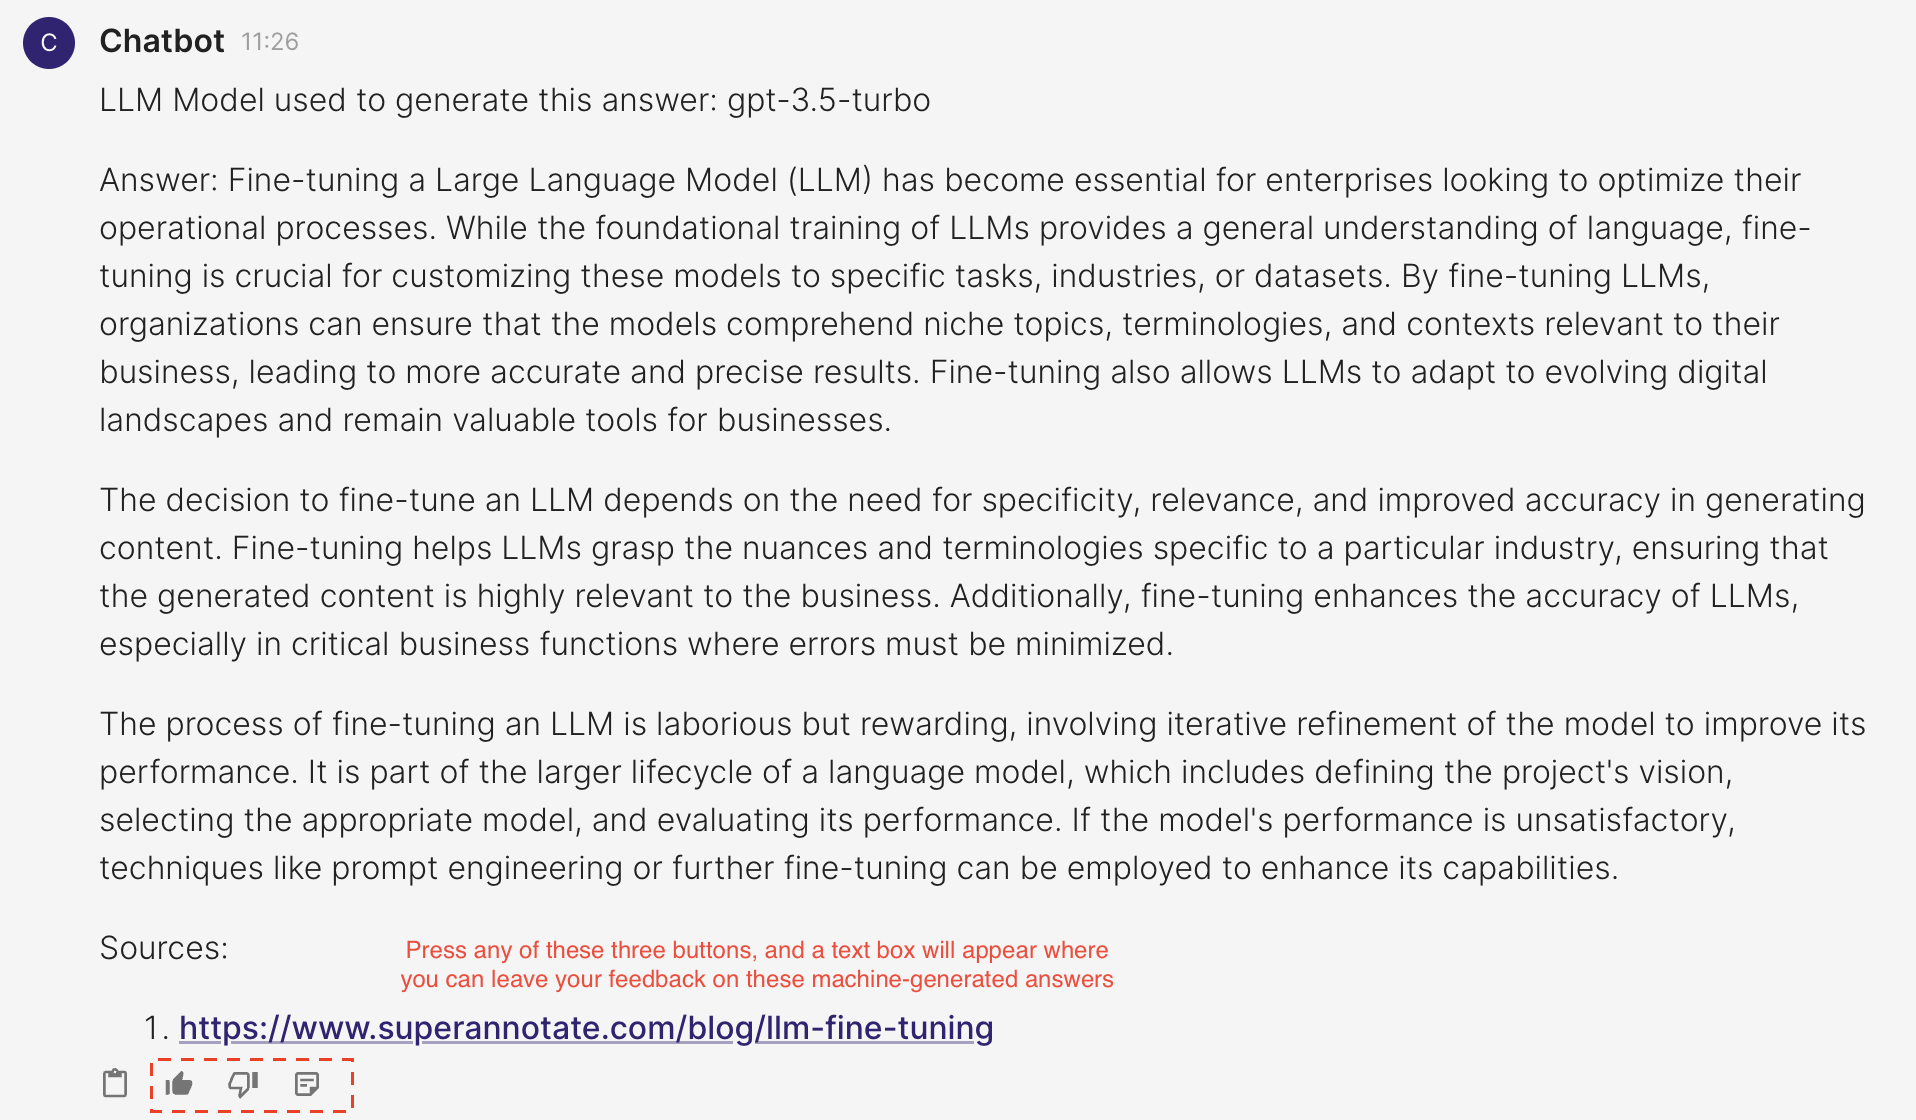 C
Chatbot 11:26
LLM Model used to generate this answer: gpt-3.5-turbo
Answer: Fine-tuning a Large Language Model (LLM) has become essential for enterprises looking to optimize their
operational processes. While the foundational training of LLMs provides a general understanding of language, fine-
tuning is crucial for customizing these models to specific tasks, industries, or datasets. By fine-tuning LLMs,
organizations can ensure that the models comprehend niche topics, terminologies, and contexts relevant to their
business, leading to more accurate and precise results. Fine-tuning also allows LLMs to adapt to evolving digital
landscapes and remain valuable tools for businesses.
The decision to fine-tune an LLM depends on the need for specificity, relevance, and improved accuracy in generating
content. Fine-tuning helps LLMs grasp the nuances and terminologies specific to a particular industry, ensuring that
the generated content is highly relevant to the business. Additionally, fine-tuning enhances the accuracy of LLMs,
especially in critical business functions where errors must be minimized.
The process of fine-tuning an LLM is laborious but rewarding, involving iterative refinement of the model to improve its
performance. It is part of the larger lifecycle of a language model, which includes defining the project's vision,
selecting the appropriate model, and evaluating its performance. If the model's performance is unsatisfactory,
techniques like prompt engineering or further fine-tuning can be employed to enhance its capabilities.
Sources:
Press any of these three buttons, and a text box will appear where
you can leave your feedback on these machine-generated answers
1. https://www.superannotate.com/blog/llm-fine-tuning